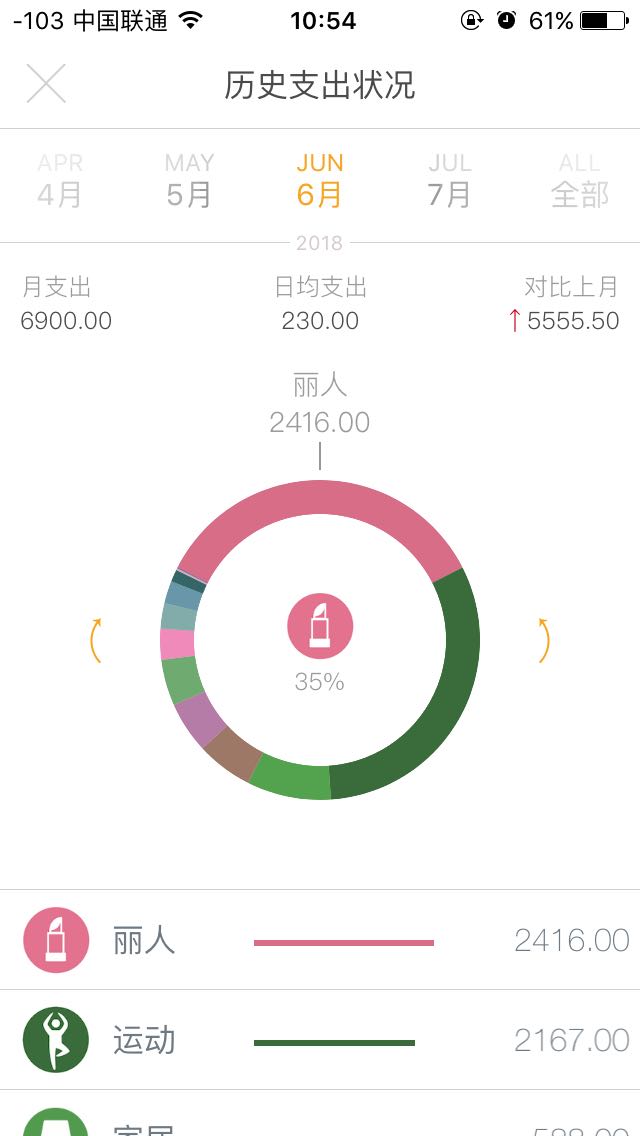 -103 中国联通 10:54 61%
历史支出状况
APR MAY JUN JUL ALL
4月 5月 6月 7月 全部
2018
月支出 日均支出 对比上月
6900.00 230.00 ↑5555.50
丽人
2416.00
35%
丽人 2416.00
运动 2167.00